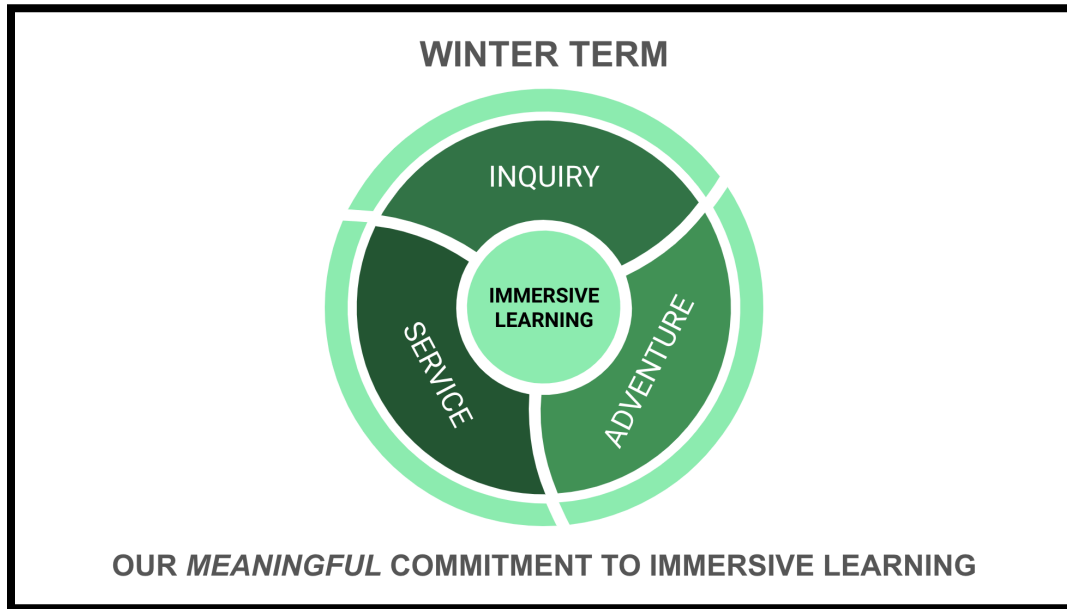 WINTER TERM
INQUIRY
IMMERSIVE
LEARNING
SERVICE
ADVENTURE
OUR MEANINGFUL COMMITMENT TO IMMERSIVE LEARNING